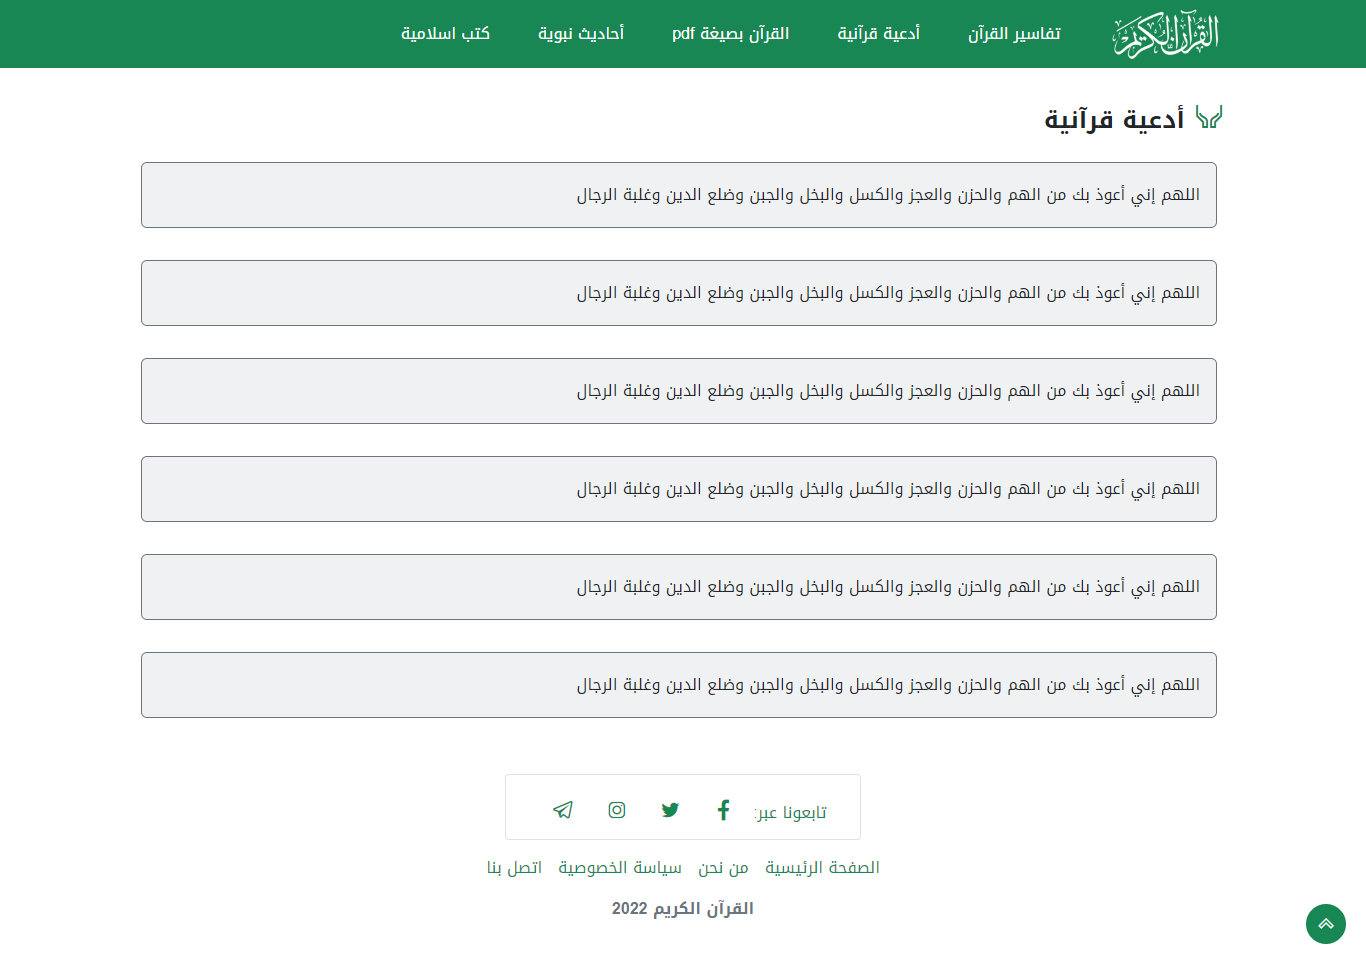 القرآن الكريم
تفاسير القرآن
أدعية قرآنية
القرآن بصيغة pdf
أحاديث نبوية
كتب اسلامية
أدعية قرآنية
اللهم إني أعوذ بك من الهم والحزن والعجز والكسل والبخل والجبن وضلع الدين وغلبة الرجال
اللهم إني أعوذ بك من الهم والحزن والعجز والكسل والبخل والجبن وضلع الدين وغلبة الرجال
اللهم إني أعوذ بك من الهم والحزن والعجز والكسل والبخل والجبن وضلع الدين وغلبة الرجال
اللهم إني أعوذ بك من الهم والحزن والعجز والكسل والبخل والجبن وضلع الدين وغلبة الرجال
اللهم إني أعوذ بك من الهم والحزن والعجز والكسل والبخل والجبن وضلع الدين وغلبة الرجال
اللهم إني أعوذ بك من الهم والحزن والعجز والكسل والبخل والجبن وضلع الدين وغلبة الرجال
تابعونا عبر:
الصفحة الرئيسية
من نحن
سياسة الخصوصية
اتصل بنا
القرآن الكريم 2022